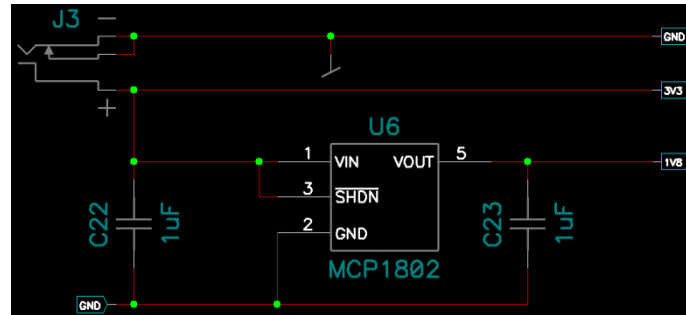 J3 —
GND
3V3
+
U6
1 VIN VOUT 5
1V8
3 SHDN
2 GND
C22 1uF
C23 1uF
MCP1802
GND